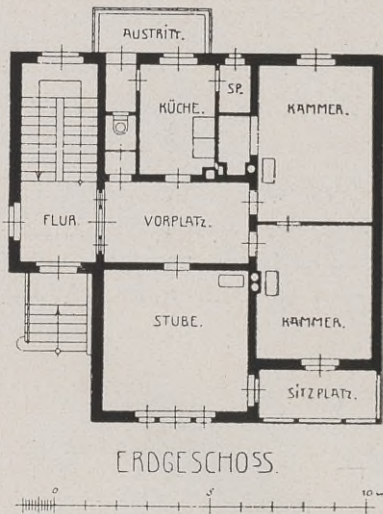 AUSTRITT.
KÜCHE.
SP.
KAMMER.
FLUR.
VORPLATZ.
STUBE.
KAMMER.
SITZPLATZ.
ERDGESCHOSS.
0 5 10